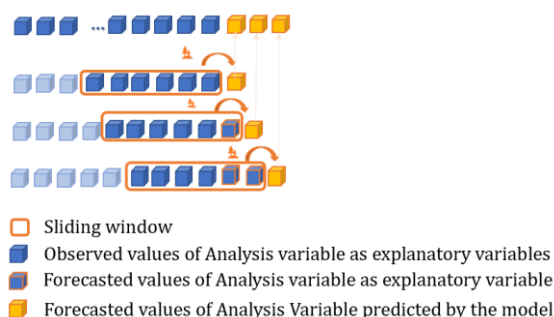 ...
Sliding window
Observed values of Analysis variable as explanatory variables
Forecasted values of Analysis variable as explanatory variable
Forecasted values of Analysis Variable predicted by the model